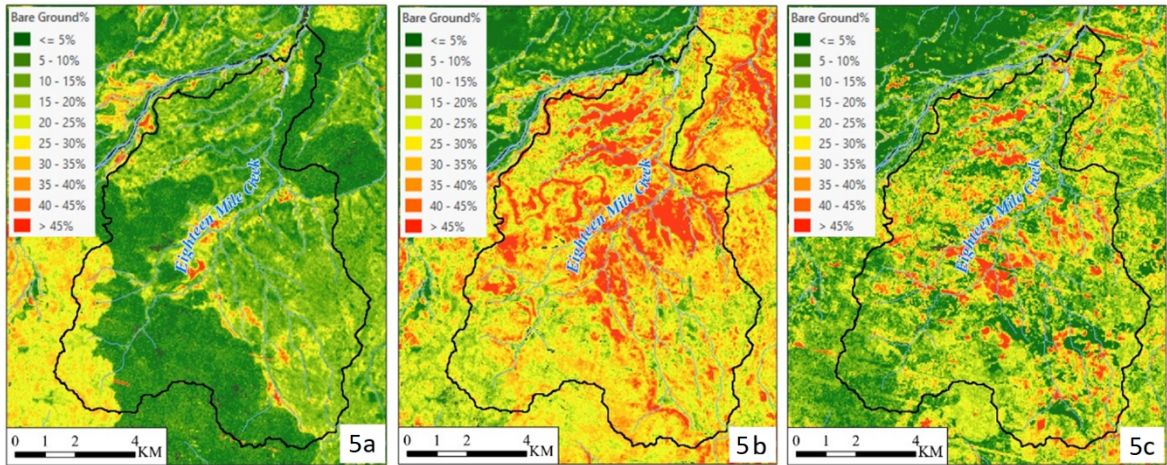 Bare Ground%
<= 5%
5 - 10%
10 - 15%
15 - 20%
20 - 25%
25 - 30%
30 - 35%
35 - 40%
40 - 45%
> 45%
Eighteen Mile Creek
0 1 2 4
KM
5a
Bare Ground%
<= 5%
5 - 10%
10 - 15%
15 - 20%
20 - 25%
25 - 30%
30 - 35%
35 - 40%
40 - 45%
> 45%
Eighteen Mile Creek
0 1 2 4
KM
5b
Bare Ground%
<= 5%
5 - 10%
10 - 15%
15 - 20%
20 - 25%
25 - 30%
30 - 35%
35 - 40%
40 - 45%
> 45%
Eighteen Mile Creek
0 1 2 4
KM
5c